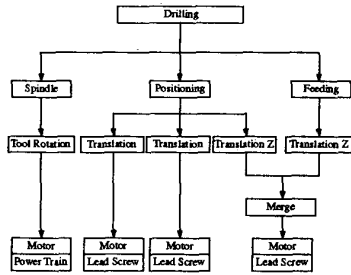 Drilling
Spindle Positioning Feeding
Tool Rotation Translation Translation Translation Z Translation Z
Merge
Motor Motor Motor Motor
Power Train Lead Screw Lead Screw Lead Screw